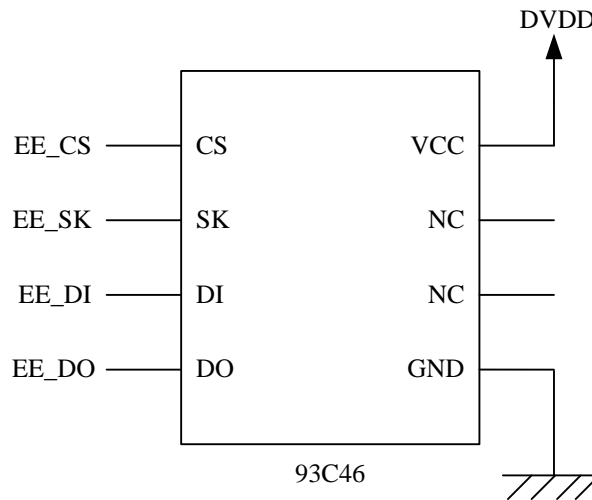 DVDD
EE_CS CS VCC
EE_SK SK NC
EE_DI DI NC
EE_DO DO GND
93C46